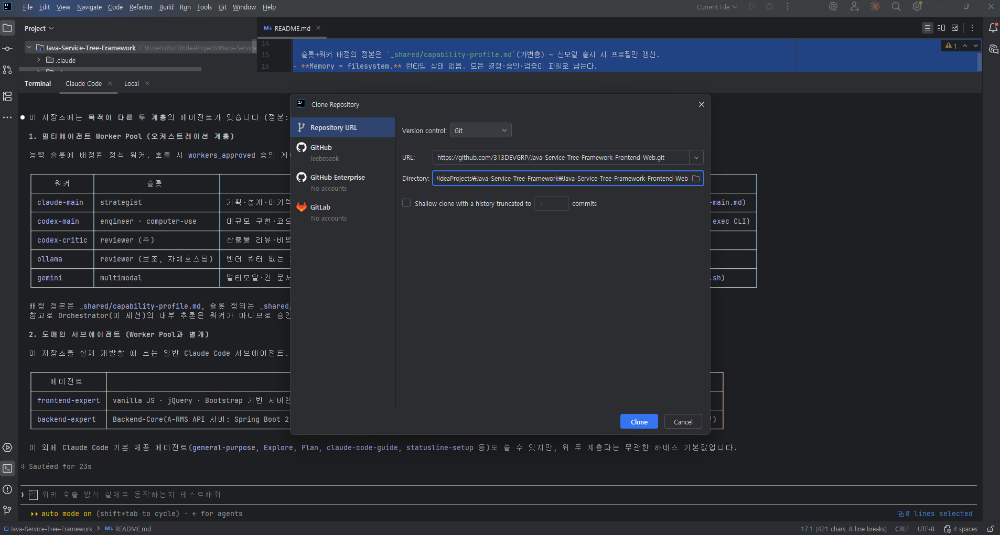 File Edit View Navigate Code Refactor Build Run Tools Git Window Help
Current File
Project
M↓ README.md
Java-Service-Tree-Framework C:₩Users₩tvcf₩IdeaProjects₩Java-Service
.claude
14
15 슬롯→워커 배정의 정본은 `_shared/capability-profile.md`(가변층) — 신모델 출시 시 프로필만 갱신.
16 - **Memory = filesystem.** 런타임 상태 없음. 모든 결정·승인·검증이 파일로 남는다.
1
Terminal Claude Code Local
● 이 저장소에는 목적이 다른 두 계층의 에이전트가 있습니다 (정본:
1. 멀티에이전트 Worker Pool (오케스트레이션 계층)
능력 슬롯에 배정된 정식 워커. 호출 시 workers_approved 승인 게
워커 슬롯
claude-main strategist 기획·설계·아키텍 -main.md)
codex-main engineer · computer-use 대규모 구현·코드 exec CLI)
codex-critic reviewer (주) 산출물 리뷰·비평
ollama reviewer (보조, 자체호스팅) 벤더 쿼터 없는
gemini multimodal 멀티모달·긴 문서 .sh)
배정 정본은 _shared/capability-profile.md, 슬롯 정의는 _shared/
참고로 Orchestrator(이 세션)의 내부 추론은 워커가 아니므로 승인
2. 도메인 서브에이전트 (Worker Pool과 별개)
이 저장소를 실제 개발할 때 쓰는 일반 Claude Code 서브에이전트.
에이전트
frontend-expert vanilla JS · jQuery · Bootstrap 기반 서버렌
backend-expert Backend-Core(A-RMS API 서버: Spring Boot 2 )
이 외에 Claude Code 기본 제공 에이전트(general-purpose, Explore, Plan, claude-code-guide, statusline-setup 등)도 쓸 수 있지만, 위 두 계층과는 무관한 하네스 기본값입니다.
Sautéed for 23s
❯ 각 워커 호출 방식 실제로 동작하는지 테스트해줘
auto mode on (shift+tab to cycle) · ← for agents
8 lines selected
Java-Service-Tree-Framework > M↓ README.md
17:1 (421 chars, 8 line breaks) CRLF UTF-8 4 spaces
Clone Repository
Repository URL
GitHub
leeboseok
GitHub Enterprise
No accounts
GitLab
No accounts
Version control: Git
URL: https://github.com/313DEVGRP/Java-Service-Tree-Framework-Frontend-Web.git
Directory: IdeaProjects₩Java-Service-Tree-Framework₩Java-Service-Tree-Framework-Frontend-Web
Shallow clone with a history truncated to 1 commits
Clone Cancel